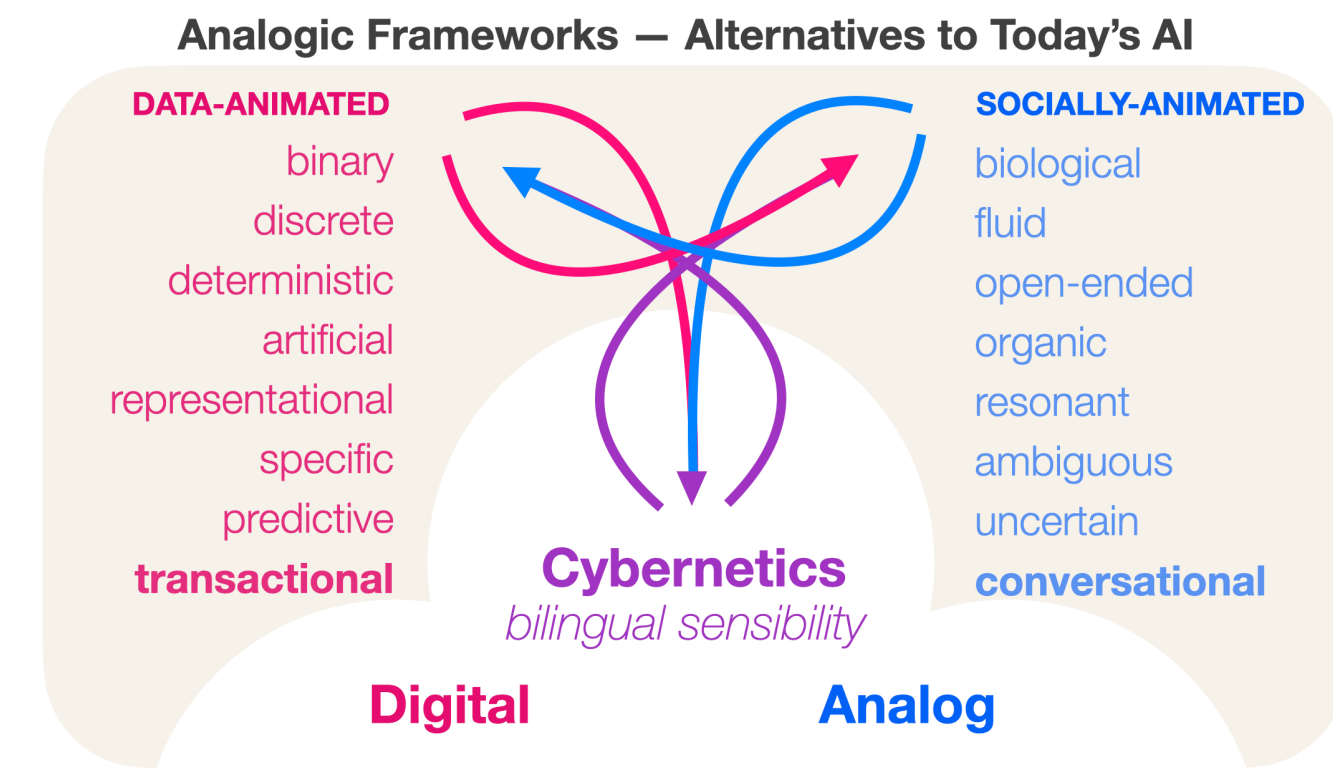 Analogic Frameworks — Alternatives to Today's AI
DATA-ANIMATED
binary
discrete
deterministic
artificial
representational
specific
predictive
transactional
SOCIALLY-ANIMATED
biological
fluid
open-ended
organic
resonant
ambiguous
uncertain
conversational
Cybernetics
bilingual sensibility
Digital
Analog